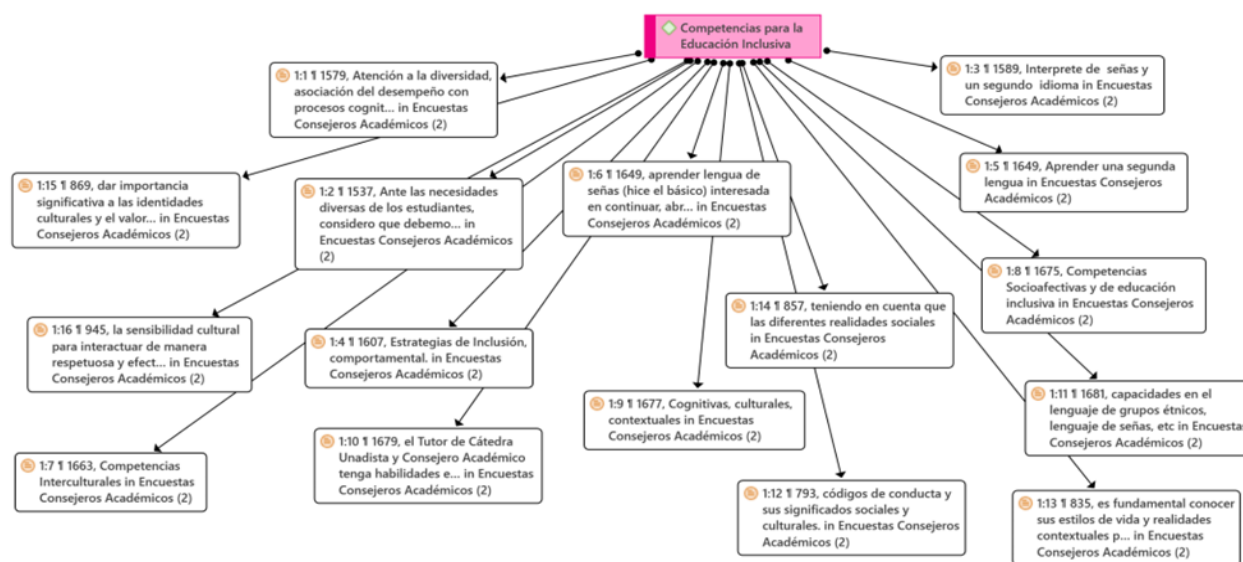 Competencias para la
Educación Inclusiva
1:1 ¶ 1579, Atención a la diversidad,
asociación del desempeño con
procesos cognit... in Encuestas
Consejeros Académicos (2)
1:3 ¶ 1589, Interprete de señas y
un segundo idioma in Encuestas
Consejeros Académicos (2)
1:15 ¶ 869, dar importancia
significativa a las identidades
culturales y el valor... in Encuestas
Consejeros Académicos (2)
1:2 ¶ 1537, Ante las necesidades
diversas de los estudiantes,
considero que debemo... in
Encuestas Consejeros Académicos
(2)
1:6 ¶ 1649, aprender lengua de
señas (hice el básico) interesada
en continuar, abr... in Encuestas
Consejeros Académicos (2)
1:5 ¶ 1649, Aprender una segunda
lengua in Encuestas Consejeros
Académicos (2)
1:8 ¶ 1675, Competencias
Socioafectivas y de educación
inclusiva in Encuestas Consejeros
Académicos (2)
1:16 ¶ 945, la sensibilidad cultural
para interactuar de manera
respetuosa y efect... in Encuestas
Consejeros Académicos (2)
1:4 ¶ 1607, Estrategias de Inclusión,
comportamental. in Encuestas
Consejeros Académicos (2)
1:14 ¶ 857, teniendo en cuenta que
las diferentes realidades sociales
in Encuestas Consejeros
Académicos (2)
1:9 ¶ 1677, Cognitivas, culturales,
contextuales in Encuestas
Consejeros Académicos (2)
1:11 ¶ 1681, capacidades en el
lenguaje de grupos étnicos,
lenguaje de señas, etc in Encuestas
Consejeros Académicos (2)
1:7 ¶ 1663, Competencias
Interculturales in Encuestas
Consejeros Académicos (2)
1:10 ¶ 1679, el Tutor de Cátedra
Unadista y Consejero Académico
tenga habilidades e... in Encuestas
Consejeros Académicos (2)
1:12 ¶ 793, códigos de conducta y
sus significados sociales y
culturales. in Encuestas Consejeros
Académicos (2)
1:13 ¶ 835, es fundamental conocer
sus estilos de vida y realidades
contextuales p... in Encuestas
Consejeros Académicos (2)